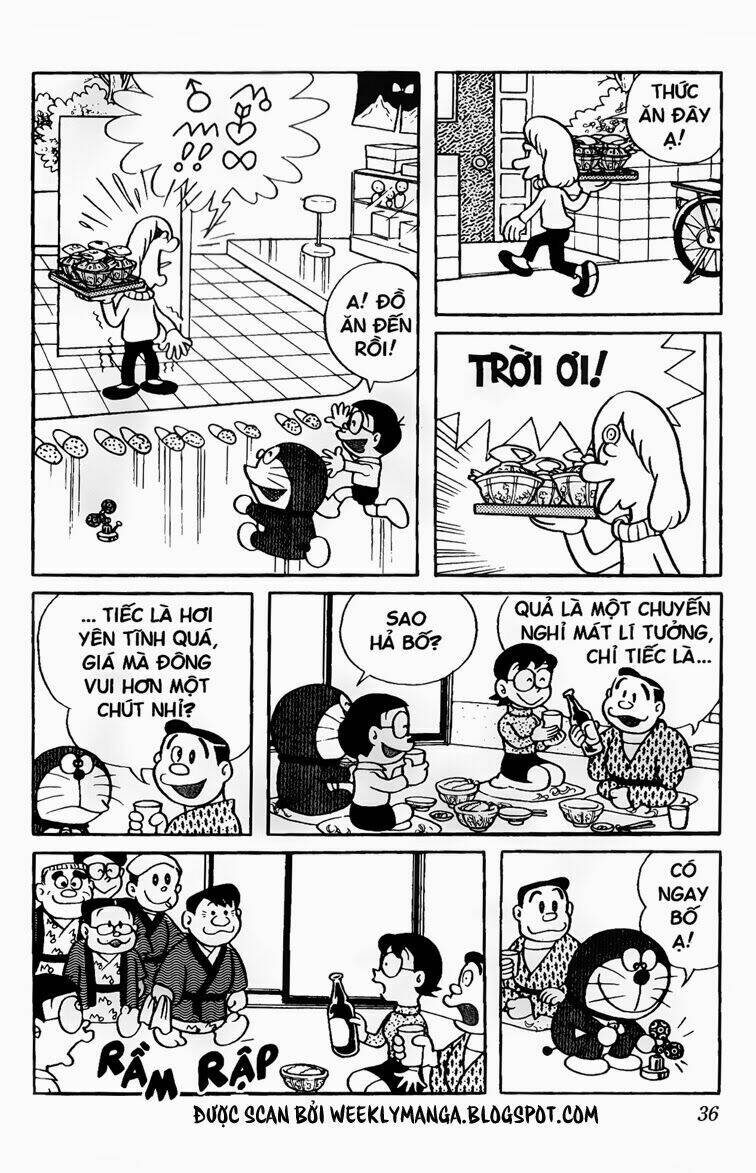 THỨC
ĂN ĐÂY
Ạ!
TRỜI ƠI!
A! ĐỒ
ĂN ĐẾN
RỒI!
QUẢ LÀ MỘT CHUYẾN
NGHỈ MÁT LÍ TƯỞNG,
CHỈ TIẾC LÀ...
SAO
HẢ BỐ?
... TIẾC LÀ HƠI
YÊN TĨNH QUÁ,
GIÁ MÀ ĐÔNG
VUI HƠN MỘT
CHÚT NHỈ?
CÓ
NGAY
BỐ
Ạ!
RẦM RẬP
ĐƯỢC SCAN BỞI WEEKLYMANGA.BLOGSPOT.COM
36